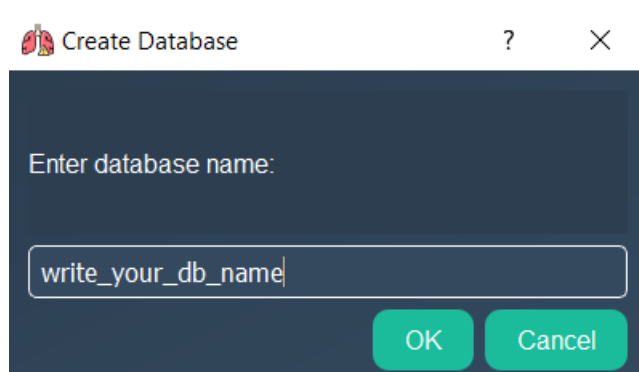 Create Database ?
Enter database name:
write_your_db_name
OK Cancel